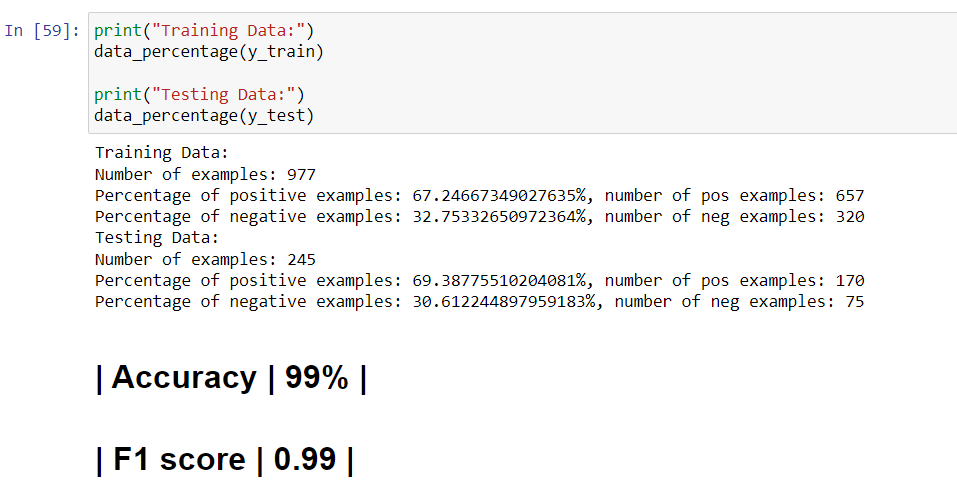 In [59]: print("Training Data:")
data_percentage(y_train)
print("Testing Data:")
data_percentage(y_test)
Training Data:
Number of examples: 977
Percentage of positive examples: 67.24667349027635%, number of pos examples: 657
Percentage of negative examples: 32.75332650972364%, number of neg examples: 320
Testing Data:
Number of examples: 245
Percentage of positive examples: 69.38775510204081%, number of pos examples: 170
Percentage of negative examples: 30.612244897959183%, number of neg examples: 75
| Accuracy | 99% |
| F1 score | 0.99 |